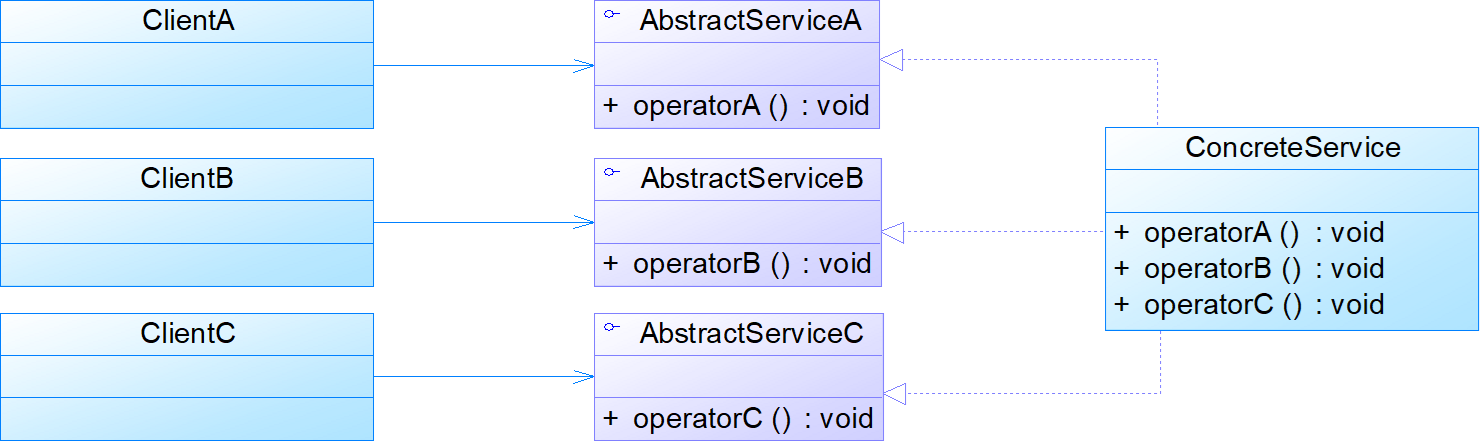 ClientA
AbstractServiceA
+ operatorA () : void
ClientB
AbstractServiceB
+ operatorB () : void
ClientC
AbstractServiceC
+ operatorC () : void
ConcreteService
+ operatorA () : void
+ operatorB () : void
+ operatorC () : void